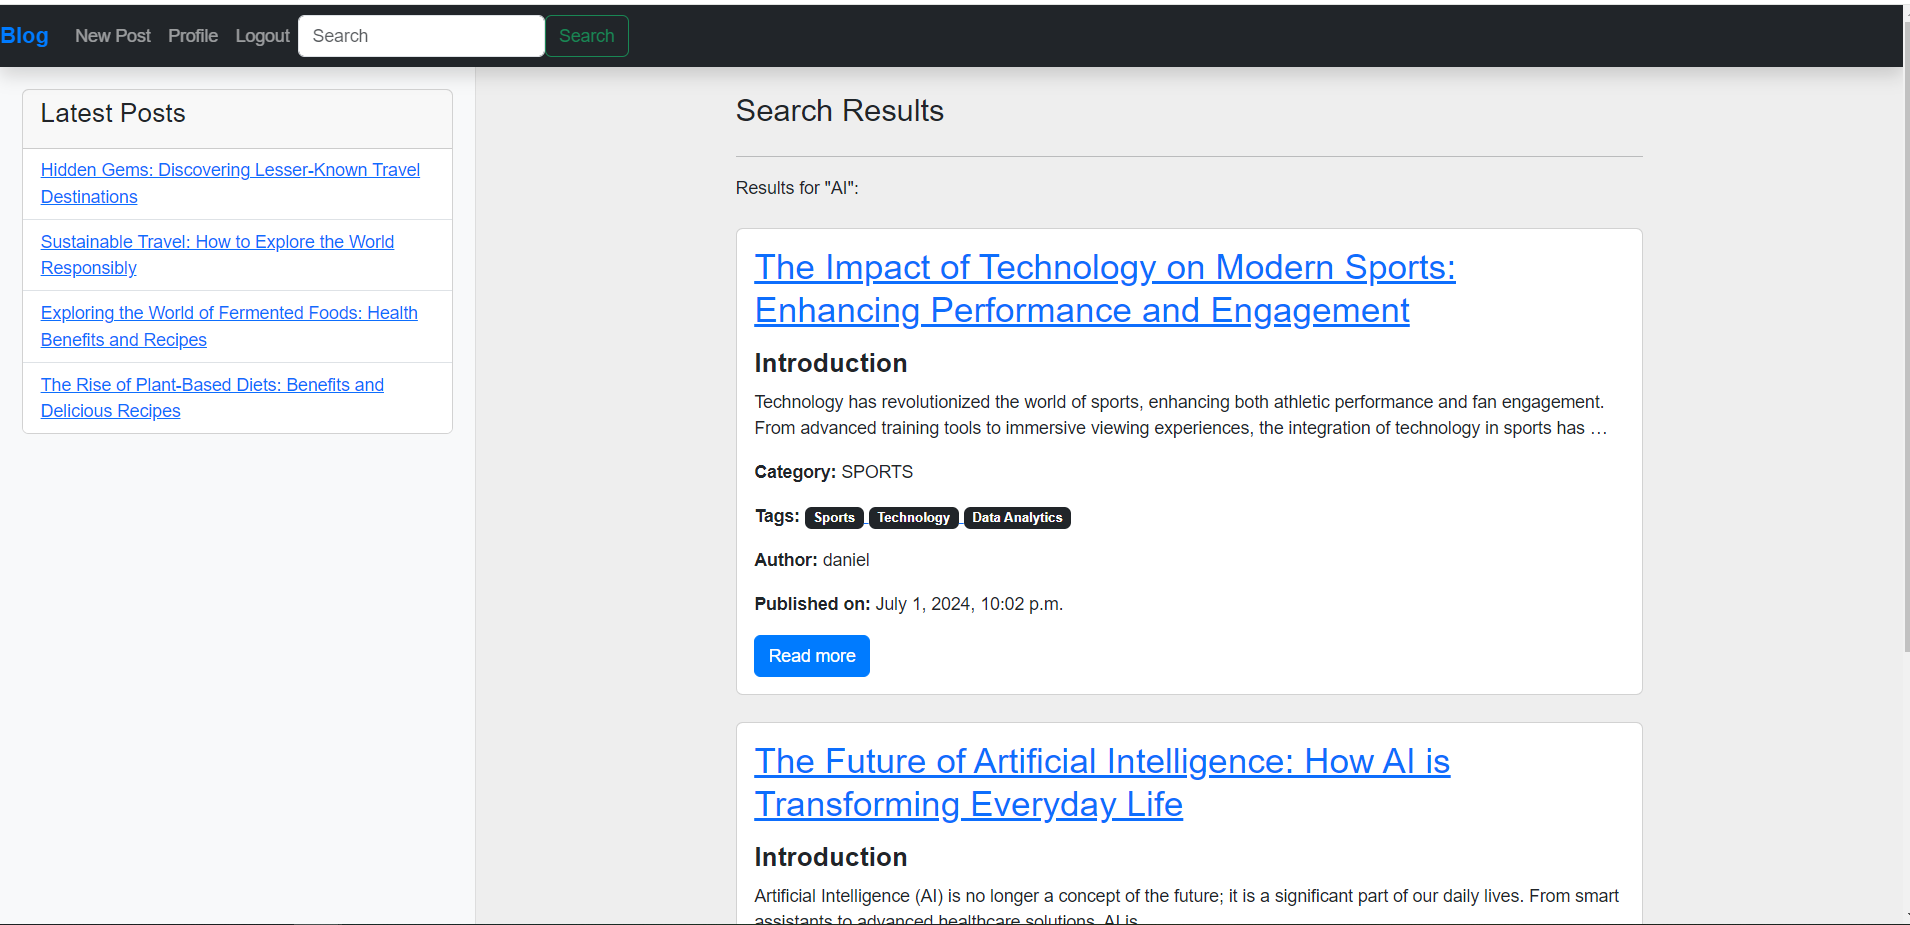 Blog New Post Profile Logout Search Search
Latest Posts
Hidden Gems: Discovering Lesser-Known Travel
Destinations
Sustainable Travel: How to Explore the World
Responsibly
Exploring the World of Fermented Foods: Health
Benefits and Recipes
The Rise of Plant-Based Diets: Benefits and
Delicious Recipes
Search Results
Results for "AI":
The Impact of Technology on Modern Sports:
Enhancing Performance and Engagement
Introduction
Technology has revolutionized the world of sports, enhancing both athletic performance and fan engagement.
From advanced training tools to immersive viewing experiences, the integration of technology in sports has …
Category: SPORTS
Tags: Sports Technology Data Analytics
Author: daniel
Published on: July 1, 2024, 10:02 p.m.
Read more
The Future of Artificial Intelligence: How AI is
Transforming Everyday Life
Introduction
Artificial Intelligence (AI) is no longer a concept of the future; it is a significant part of our daily lives. From smart
assistants to advanced healthcare solutions, AI is